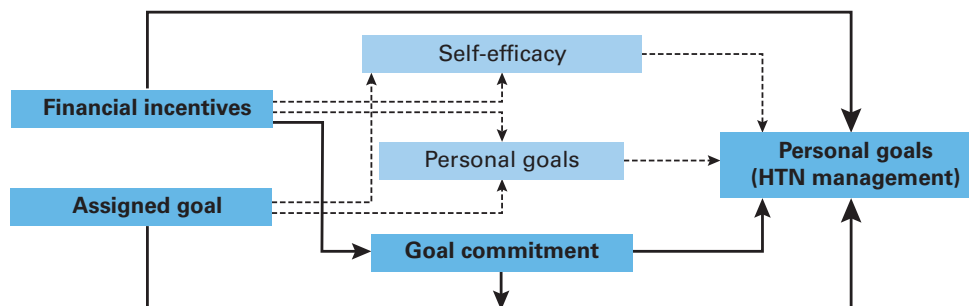 Self-efficacy
Financial incentives
Personal goals
Personal goals
(HTN management)
Assigned goal
Goal commitment